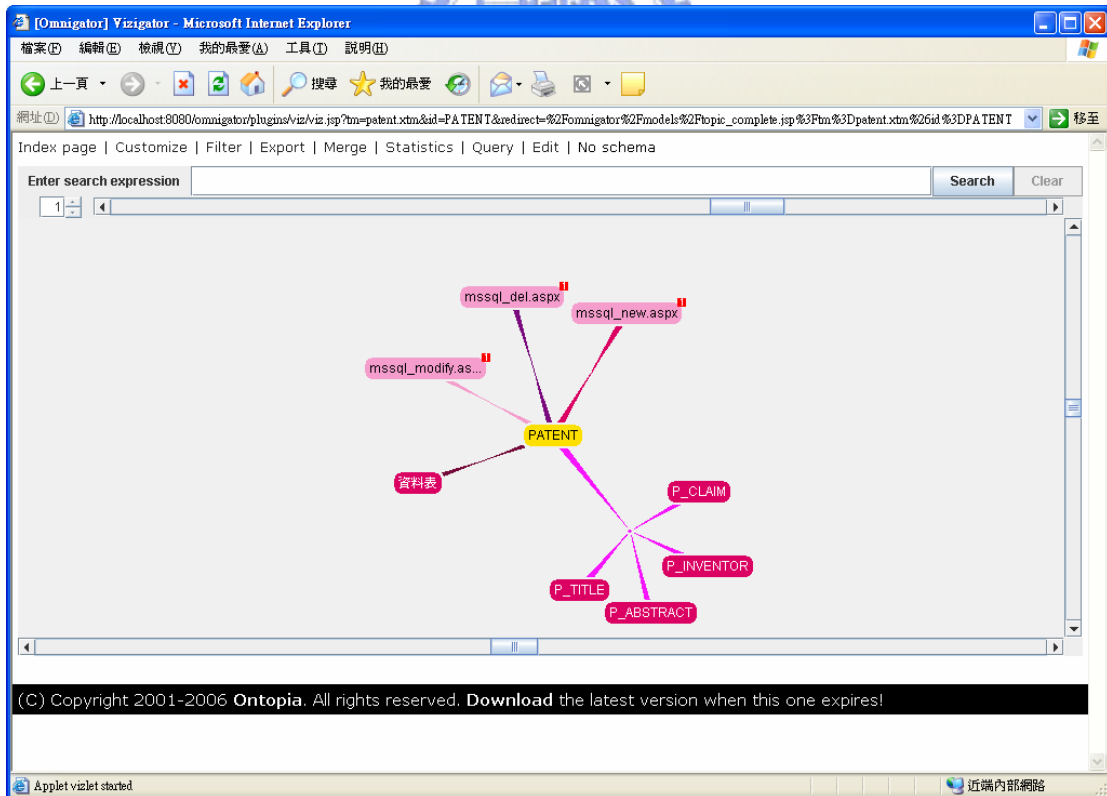 [Omnigator] Vizigator - Microsoft Internet Explorer
檔案(F) 編輯(E) 檢視(V) 我的最愛(A) 工具(T) 說明(H)
上一頁 搜尋 我的最愛
網址(D) http://localhost:8080/omnigator/plugins/viz/viz.jsp?tm=patent.xtm&id=PATENT&redirect=%2Fomnigator%2Fmodels%2Ftopic_complete.jsp%3Ftm%3Dpatent.xtm%26id%3DPATENT 移至
Index page | Customize | Filter | Export | Merge | Statistics | Query | Edit | No schema
Enter search expression Search Clear
1
mssql_del.aspx 1
mssql_new.aspx 1
mssql_modify.as... 1
PATENT
資料表
P_CLAIM
P_INVENTOR
P_TITLE
P_ABSTRACT
(C) Copyright 2001-2006 Ontopia. All rights reserved. Download the latest version when this one expires!
Applet vizlet started 近端內部網路